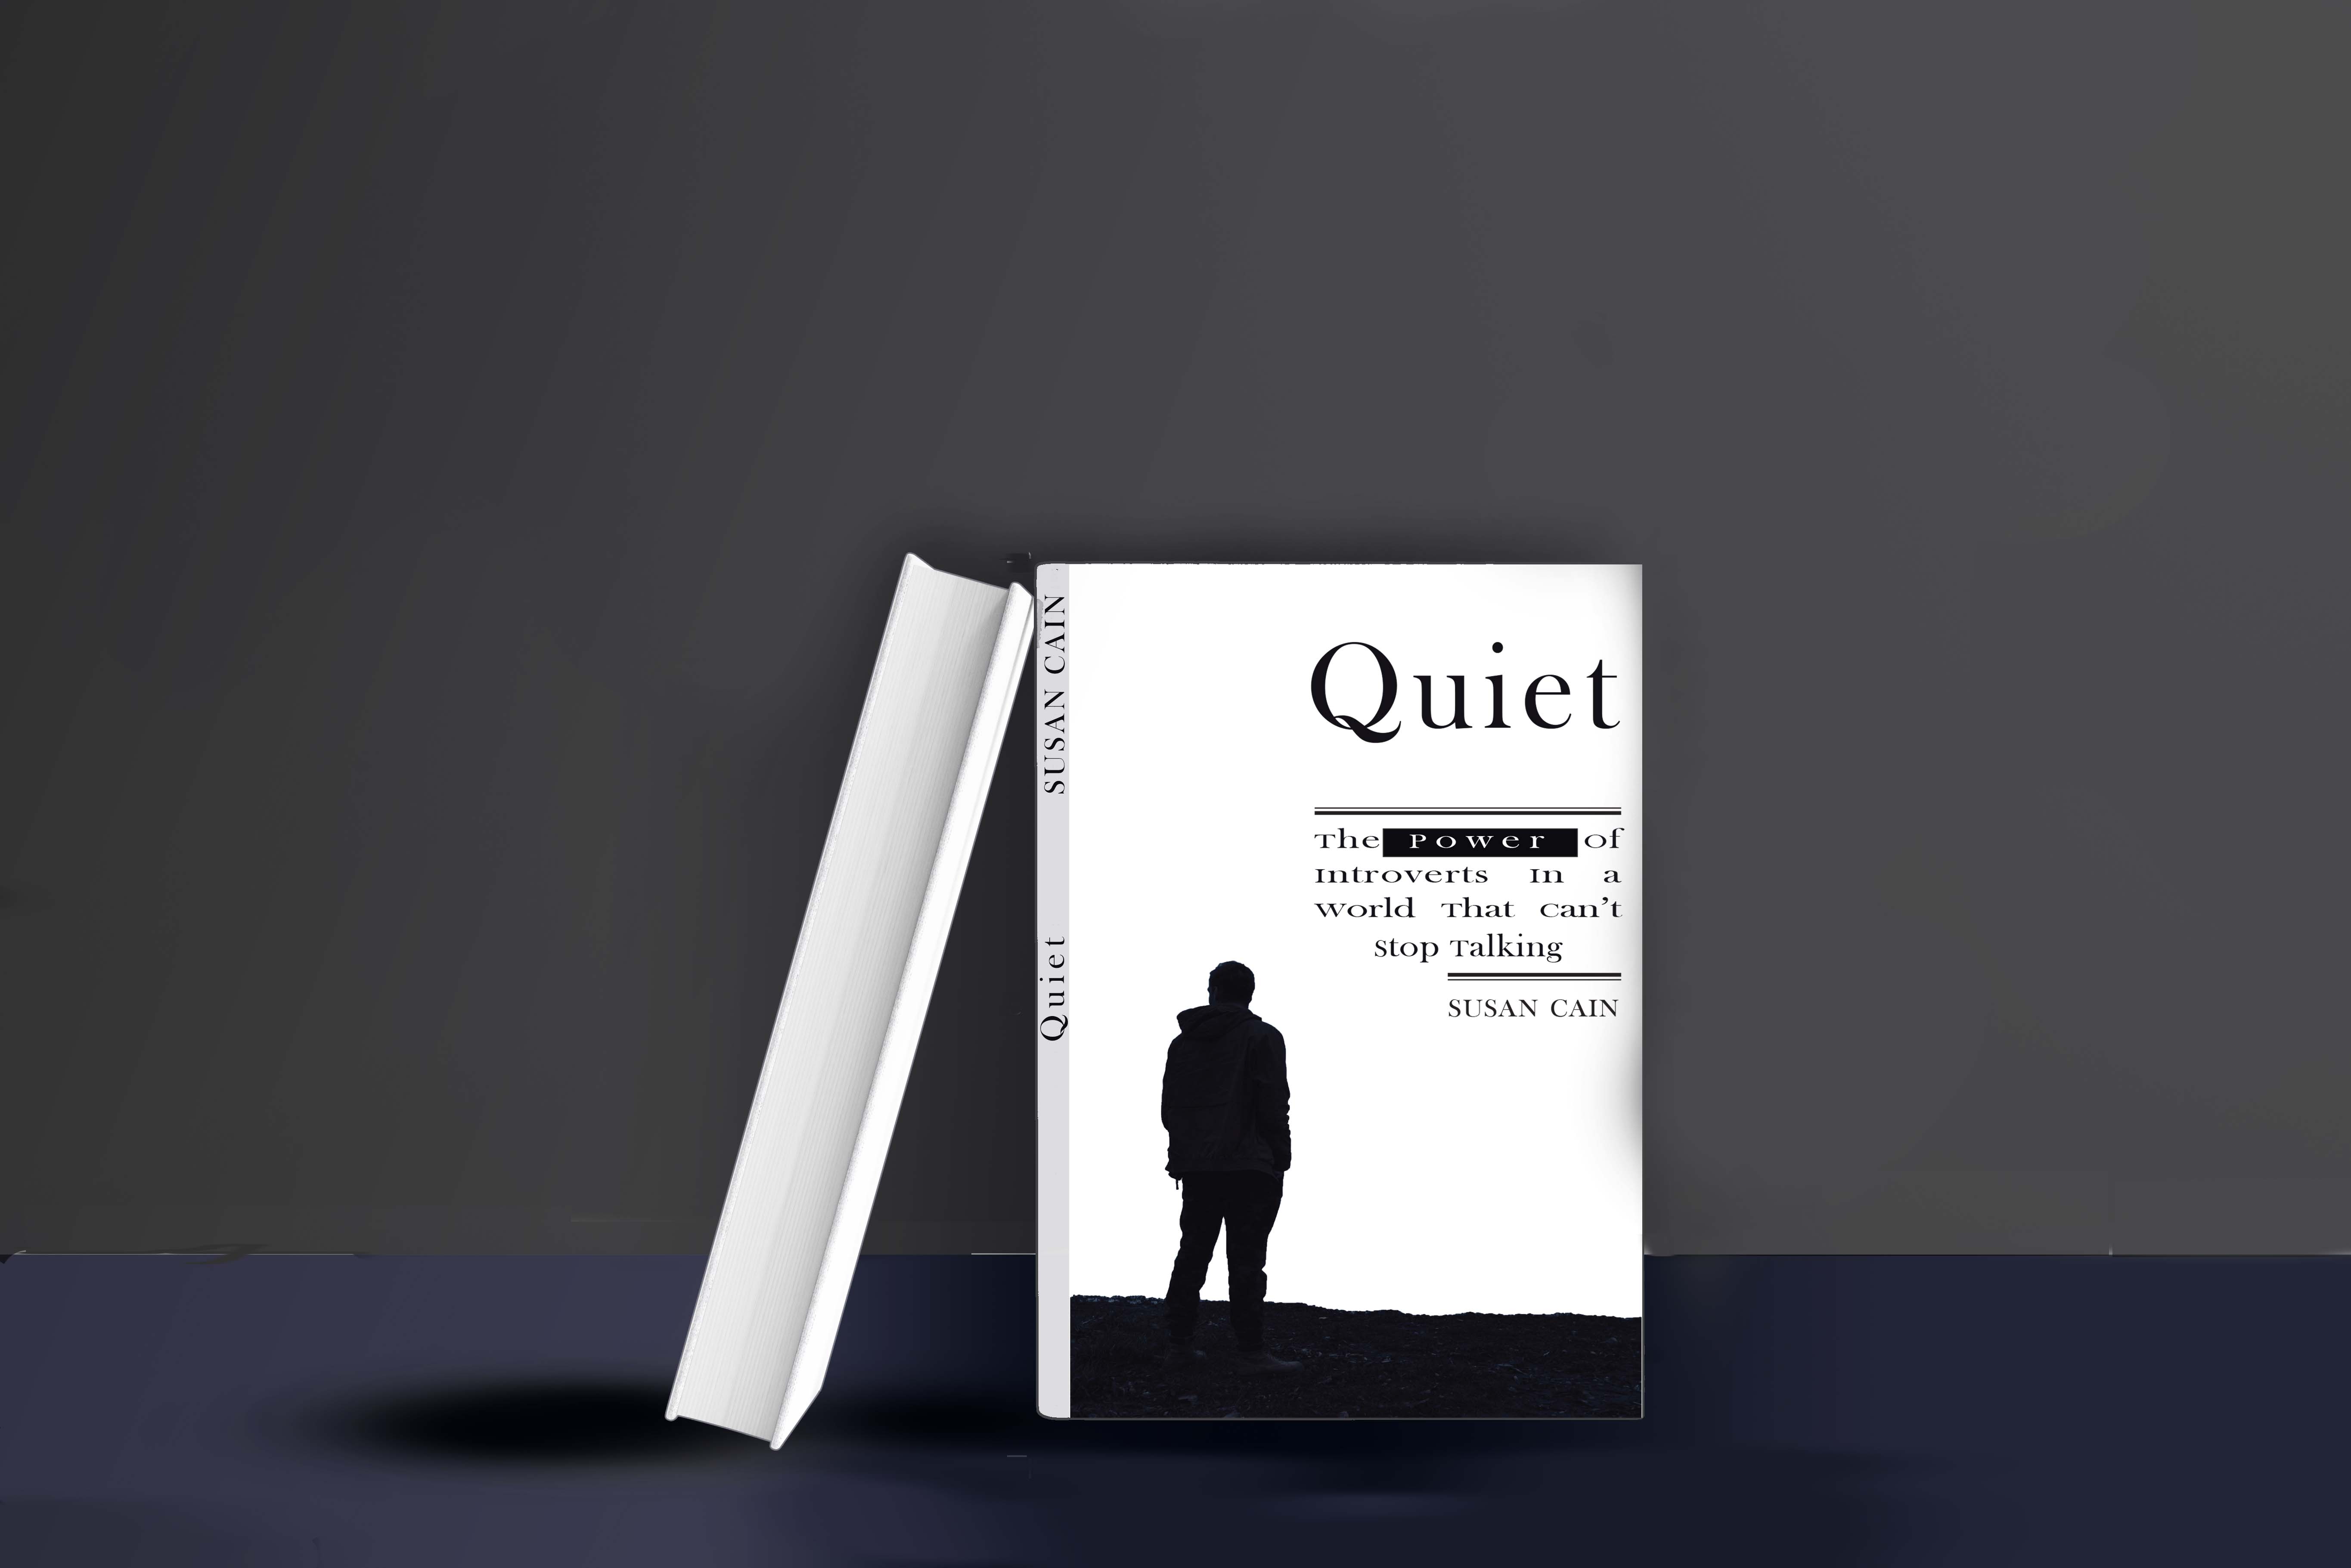 SUSAN CAIN
Quiet
Quiet
The Power of
Introverts In a
World That Can't
Stop Talking
SUSAN CAIN